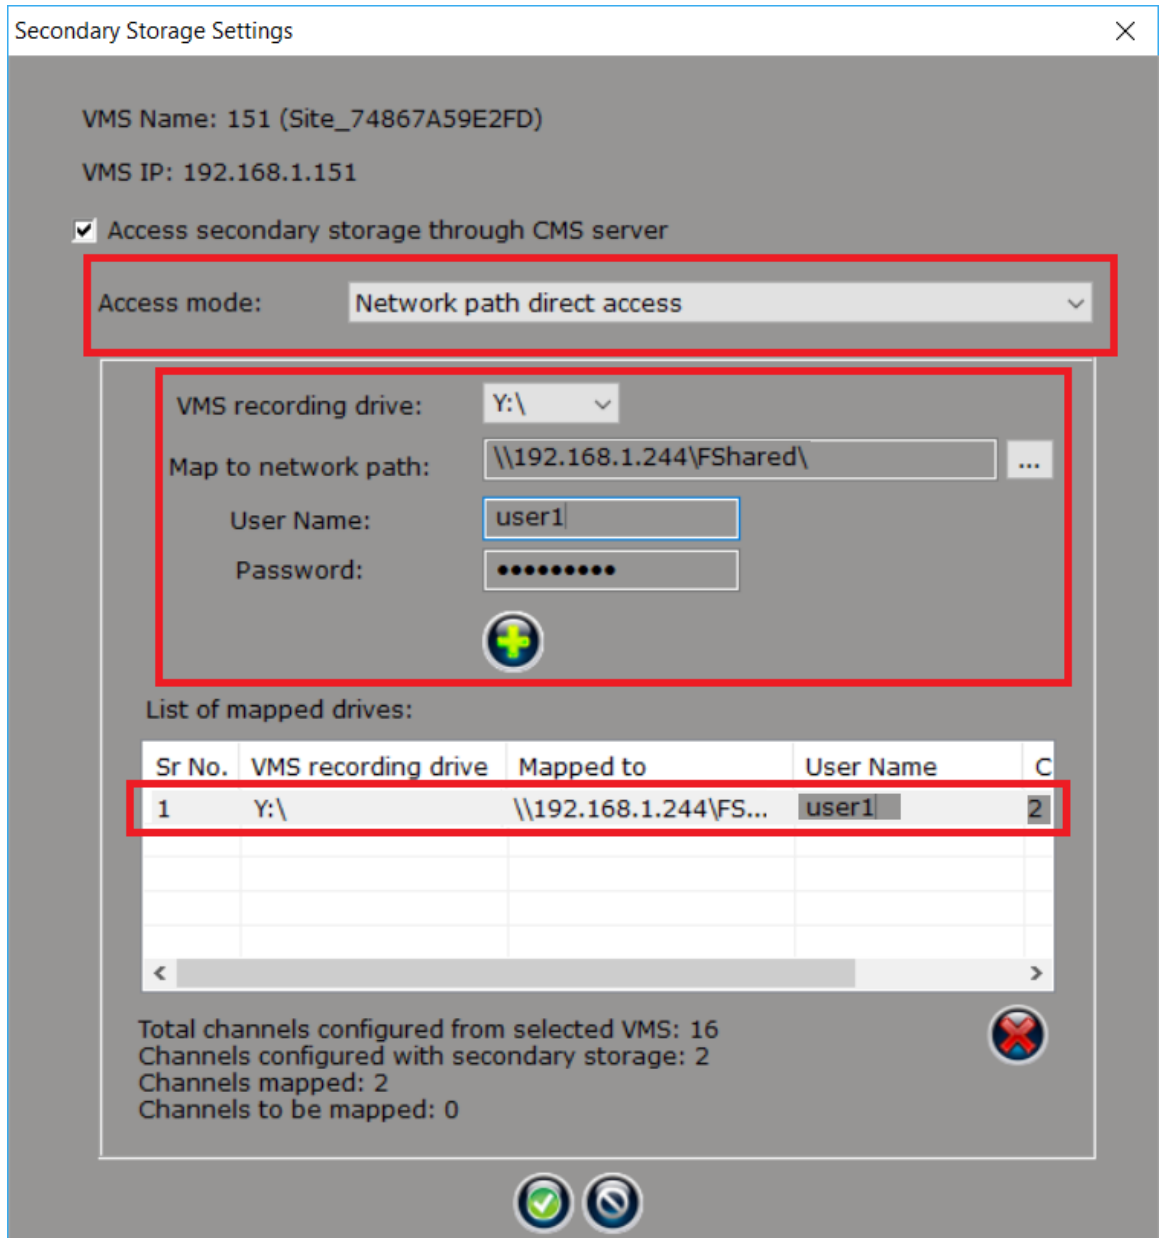 Secondary Storage Settings
VMS Name: 151 (Site_74867A59E2FD)
VMS IP: 192.168.1.151
Access secondary storage through CMS server
Access mode: Network path direct access
VMS recording drive: Y:\
Map to network path: \\192.168.1.244\FShared\ ...
User Name: user1
Password: •••••••••
List of mapped drives:
Sr No. VMS recording drive Mapped to User Name C
1 Y:\ \\192.168.1.244\FS... user1 2
Total channels configured from selected VMS: 16
Channels configured with secondary storage: 2
Channels mapped: 2
Channels to be mapped: 0